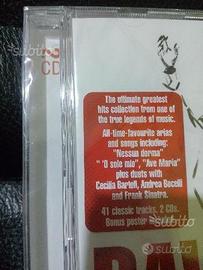 CD
The ultimate greatest
hits collection from one of
the true legends of music.
All-time-favourite arias
and songs including:
"Nessun dorma"
"O sole mio", "Ave Maria"
plus duets with
Cecilia Bartoli, Andrea Bocelli
and Frank Sinatra.
41 classic tracks. 2 CDs.
Bonus poster
subito
subito
subito